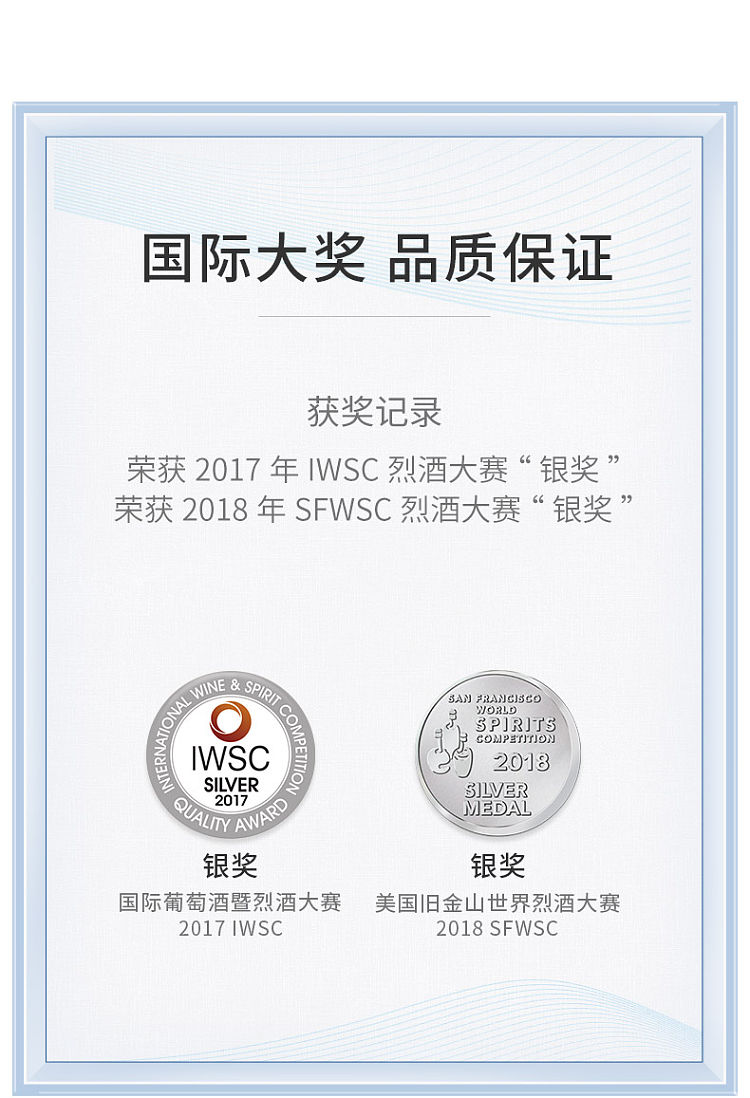 国际大奖 品质保证
获奖记录
荣获 2017 年 IWSC 烈酒大赛 “ 银奖 ”
荣获 2018 年 SFWSC 烈酒大赛 “ 银奖 ”
INTERNATIONAL WINE & SPIRIT COMPETITION
IWSC
SILVER
2017
QUALITY AWARD
SAN FRANCISCO
WORLD
SPIRITS
COMPETITION
2018
SILVER
MEDAL
银奖
国际葡萄酒暨烈酒大赛
2017 IWSC
银奖
美国旧金山世界烈酒大赛
2018 SFWSC